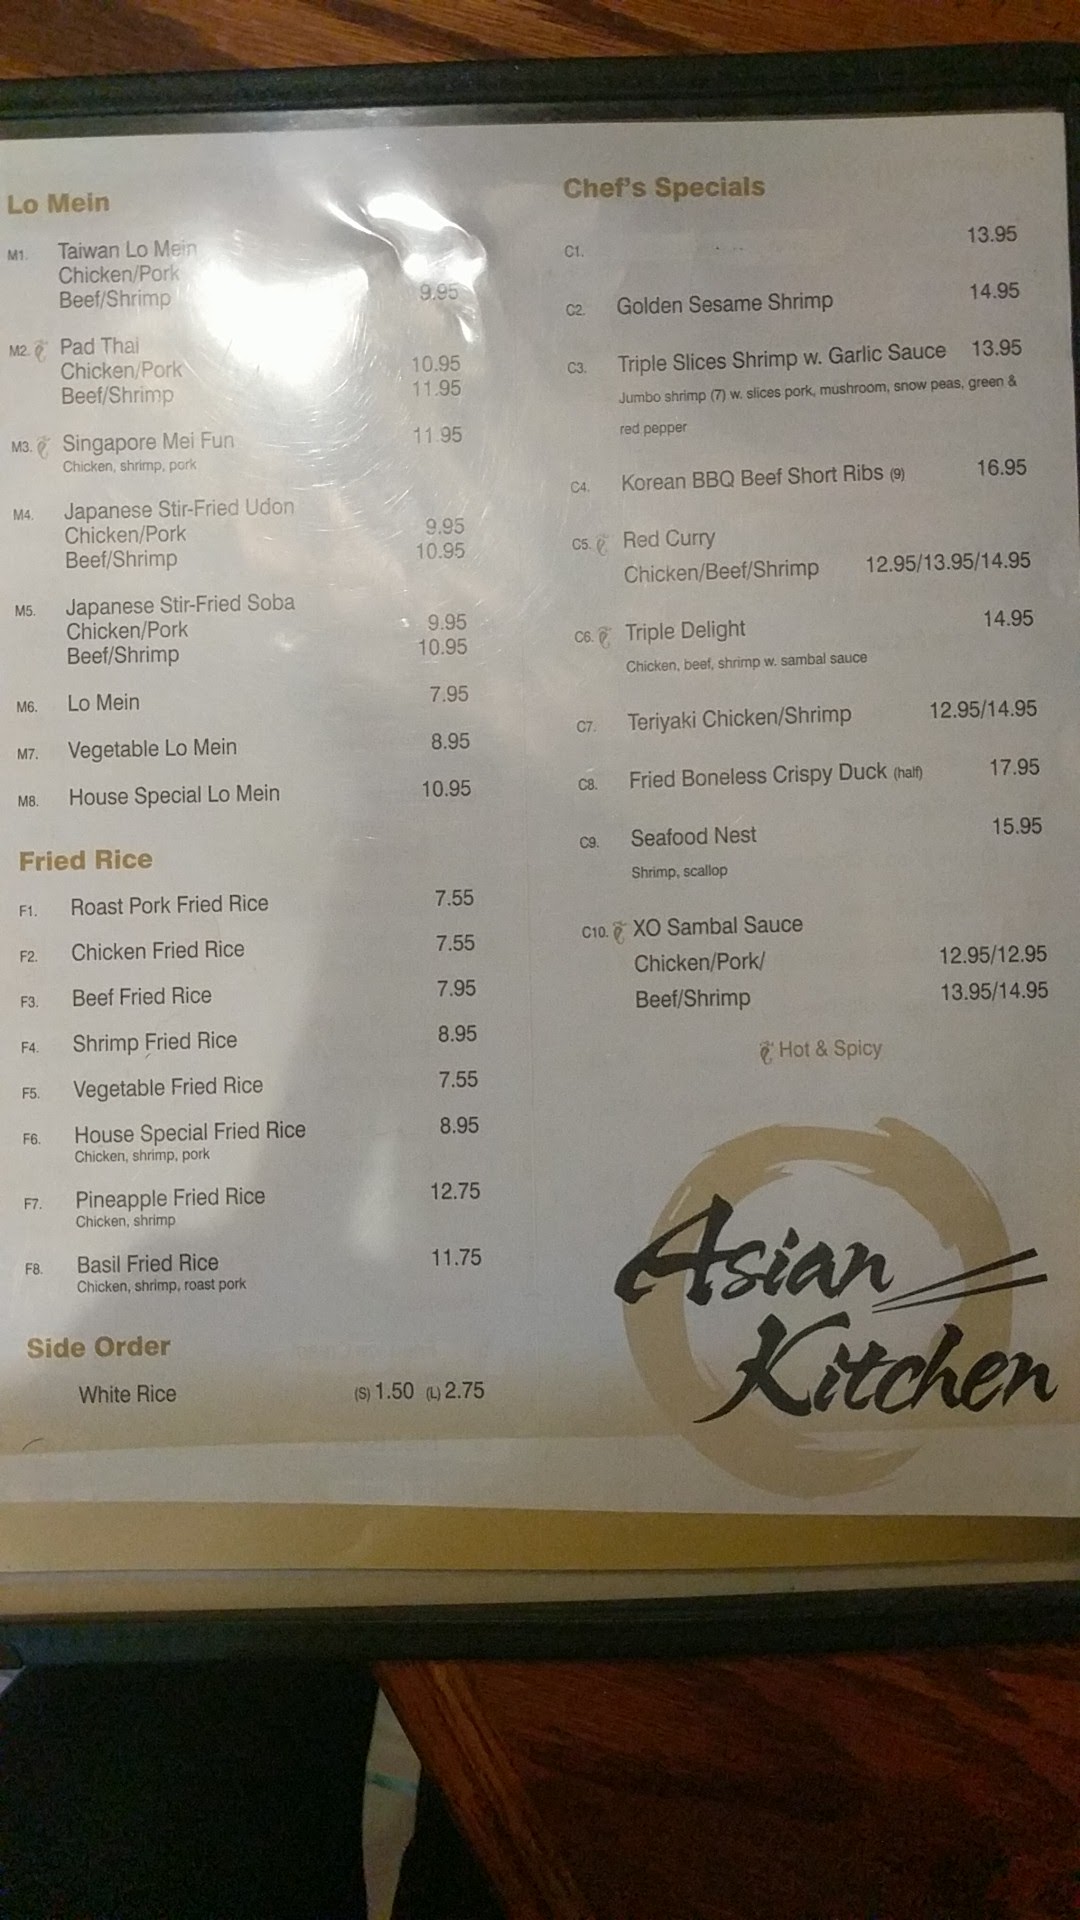 Lo Mein
M1. Taiwan Lo Mein
Chicken/Pork
Beef/Shrimp 9.95
M2. Pad Thai
Chicken/Pork 10.95
Beef/Shrimp 11.95
M3. Singapore Mei Fun 11.95
Chicken, shrimp, pork
M4. Japanese Stir-Fried Udon
Chicken/Pork 9.95
Beef/Shrimp 10.95
M5. Japanese Stir-Fried Soba
Chicken/Pork 9.95
Beef/Shrimp 10.95
M6. Lo Mein 7.95
M7. Vegetable Lo Mein 8.95
M8. House Special Lo Mein 10.95
Fried Rice
F1. Roast Pork Fried Rice 7.55
F2. Chicken Fried Rice 7.55
F3. Beef Fried Rice 7.95
F4. Shrimp Fried Rice 8.95
F5. Vegetable Fried Rice 7.55
F6. House Special Fried Rice 8.95
Chicken, shrimp, pork
F7. Pineapple Fried Rice 12.75
Chicken, shrimp
F8. Basil Fried Rice 11.75
Chicken, shrimp, roast pork
Side Order
White Rice (S) 1.50 (L) 2.75
Chef's Specials
C1. 13.95
C2. Golden Sesame Shrimp 14.95
C3. Triple Slices Shrimp w. Garlic Sauce 13.95
Jumbo shrimp (7) w. slices pork, mushroom, snow peas, green &
red pepper
C4. Korean BBQ Beef Short Ribs (9) 16.95
C5. Red Curry
Chicken/Beef/Shrimp 12.95/13.95/14.95
C6. Triple Delight 14.95
Chicken, beef, shrimp w. sambal sauce
C7. Teriyaki Chicken/Shrimp 12.95/14.95
C8. Fried Boneless Crispy Duck (half) 17.95
C9. Seafood Nest 15.95
Shrimp, scallop
C10. XO Sambal Sauce
Chicken/Pork/ 12.95/12.95
Beef/Shrimp 13.95/14.95
Hot & Spicy
Asian
Kitchen